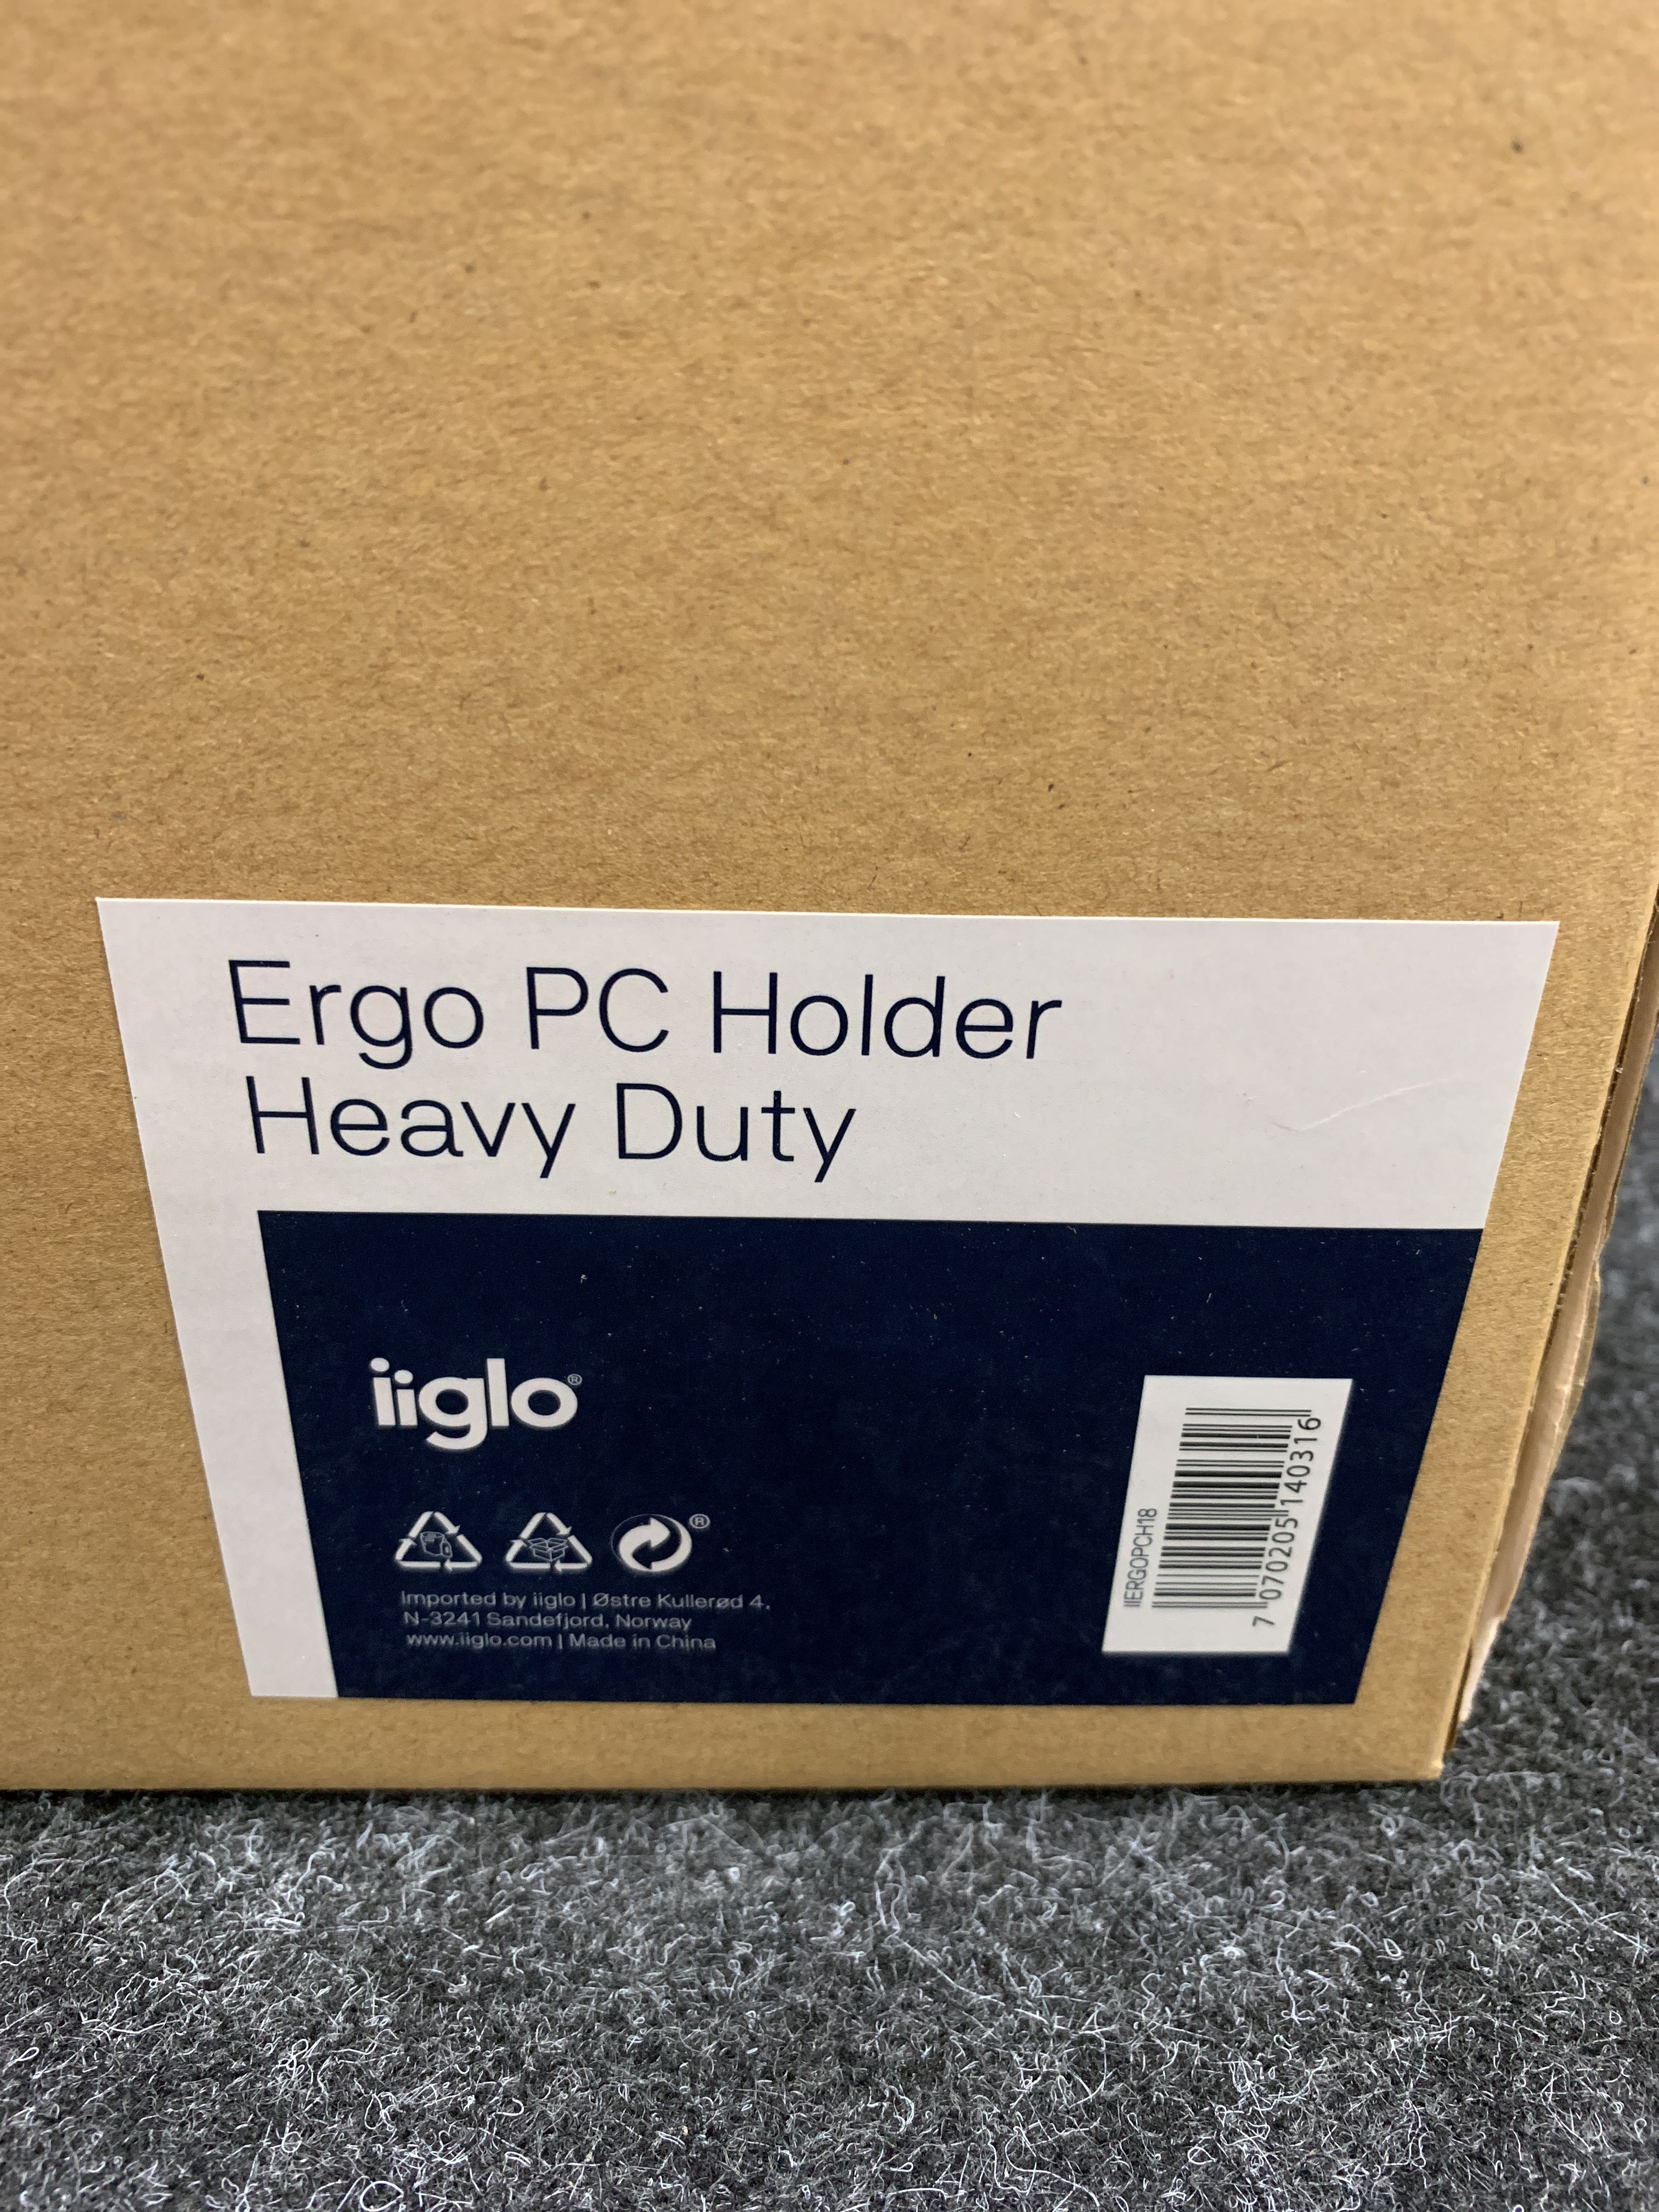 Ergo PC Holder
Heavy Duty
iiglo®
®
Imported by iiglo | Østre Kullerød 4,
N-3241 Sandefjord, Norway
www.iiglo.com | Made in China
IIERGOPCH18
7 070205 140316